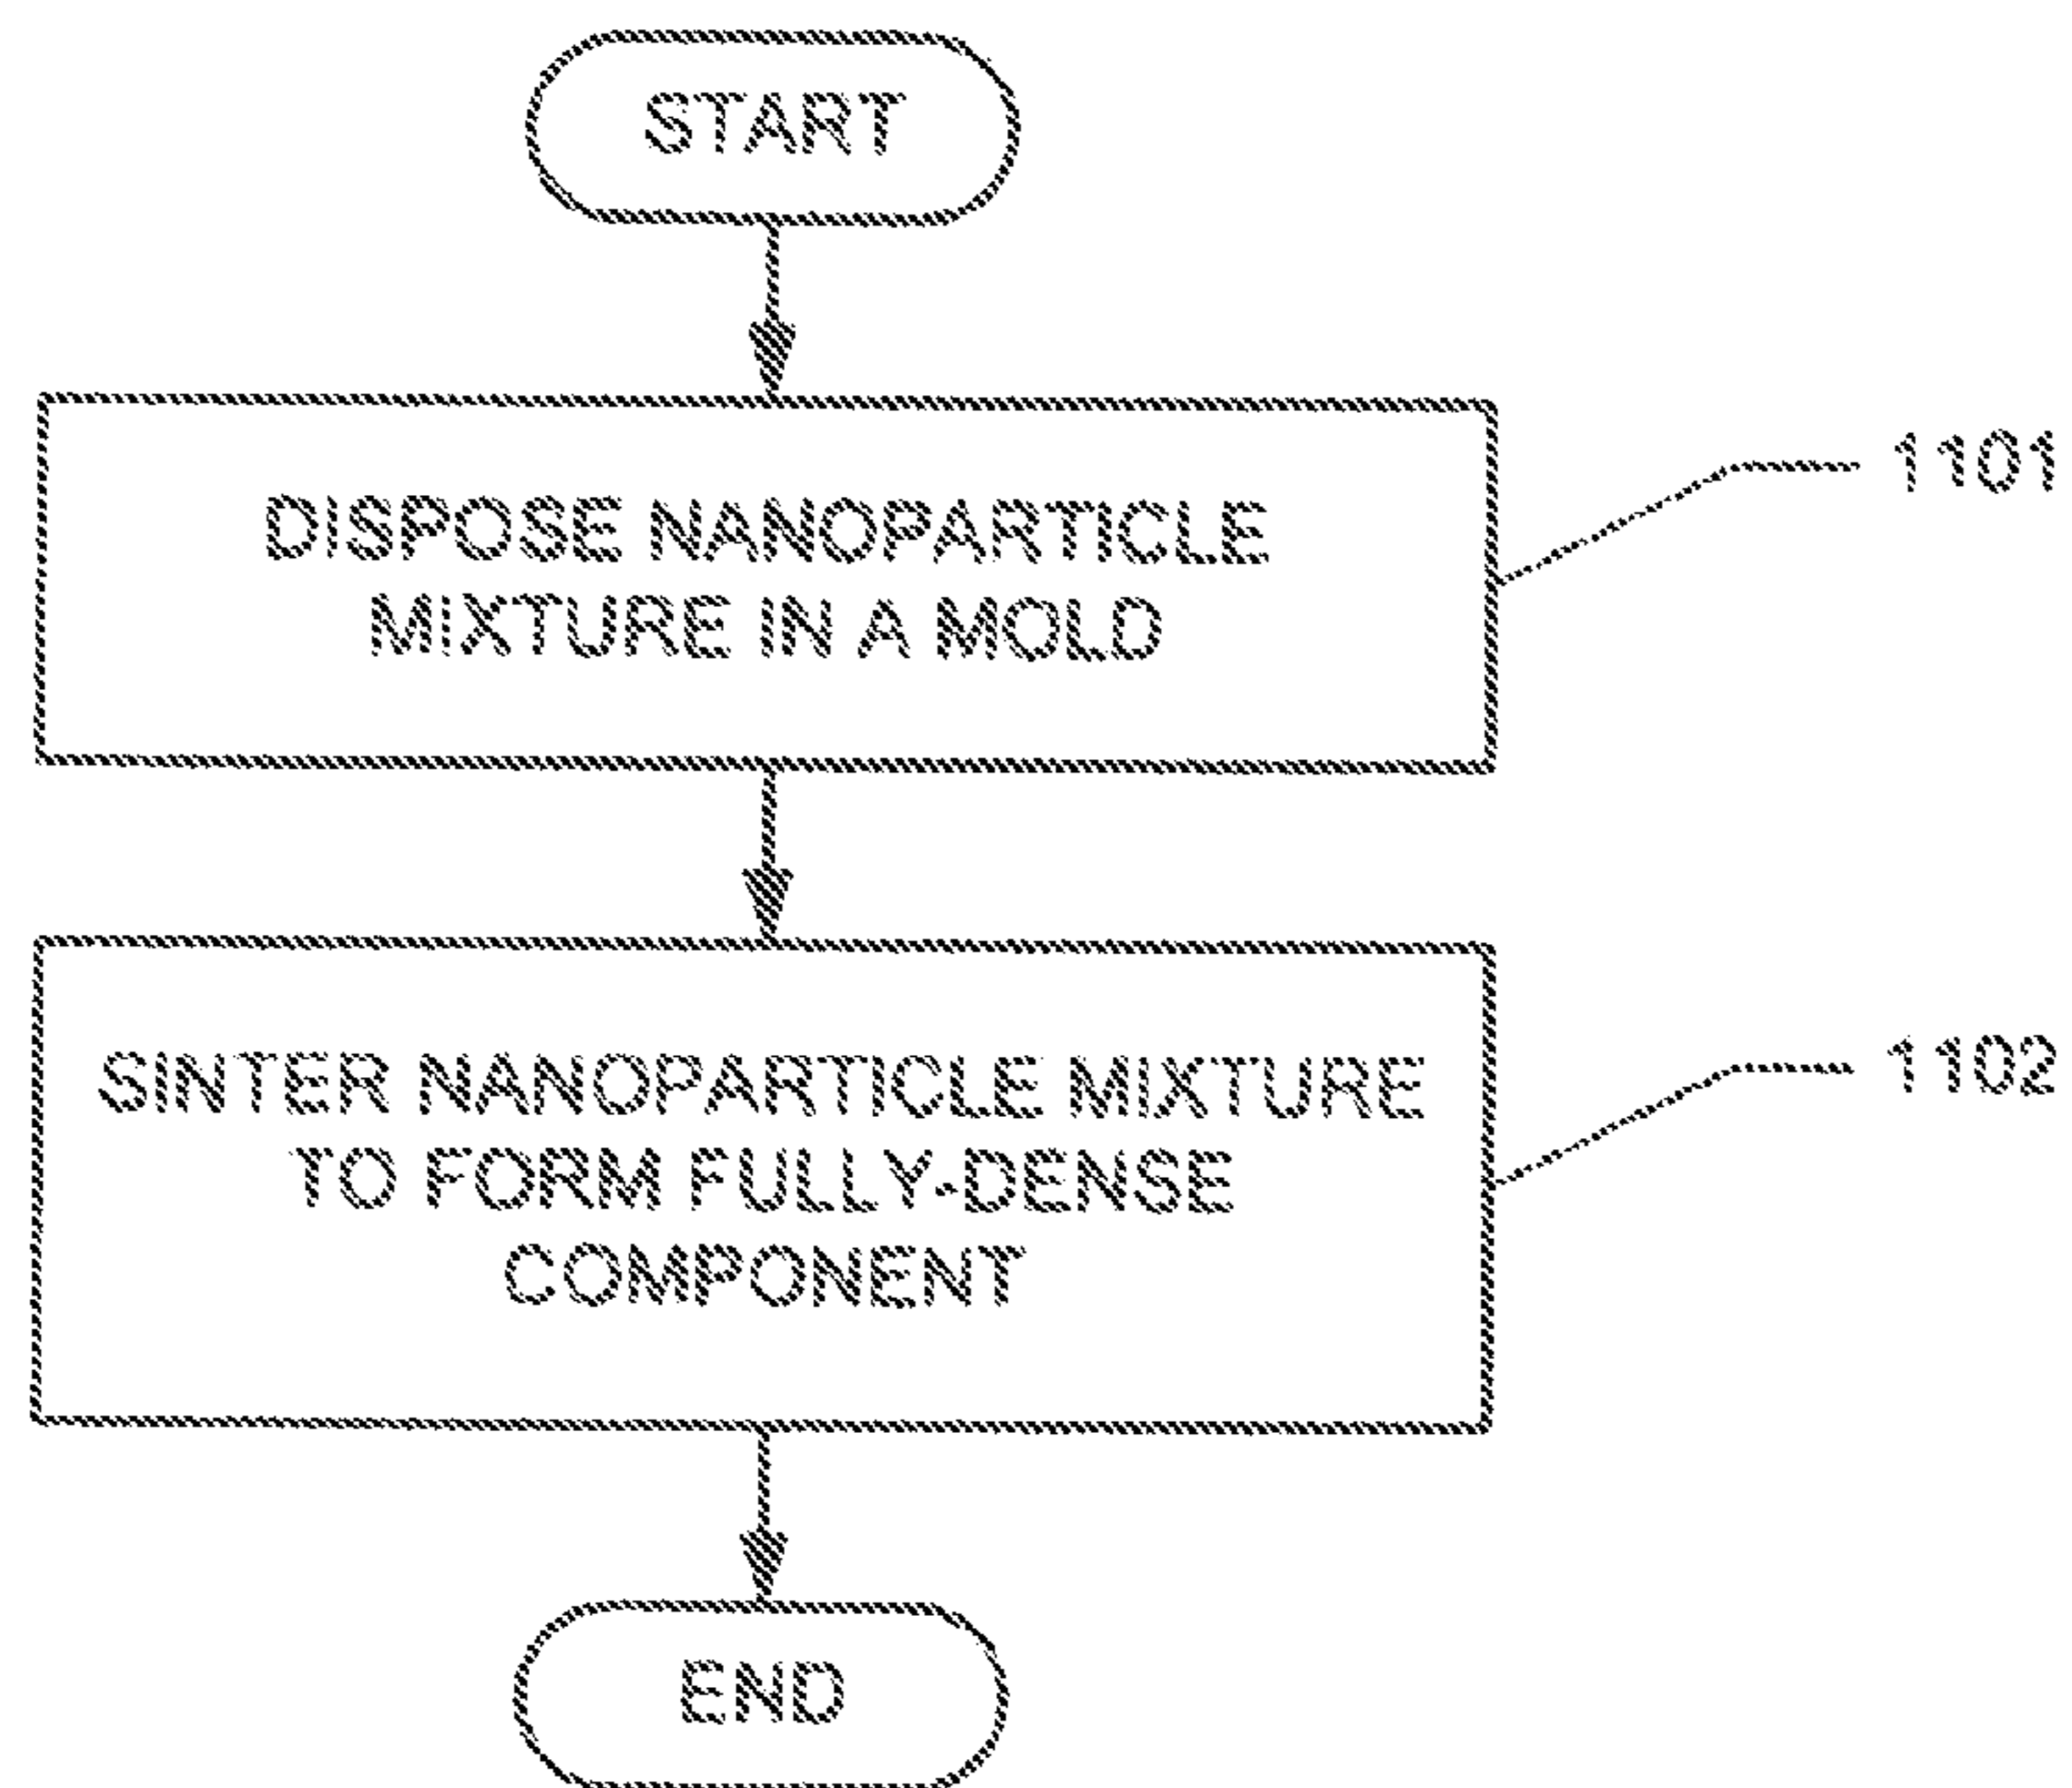 START
DISPOSE NANOPARTICLE
MIXTURE IN A MOLD
1101
SINTER NANOPARTICLE MIXTURE
TO FORM FULLY-DENSE
COMPONENT
1102
END